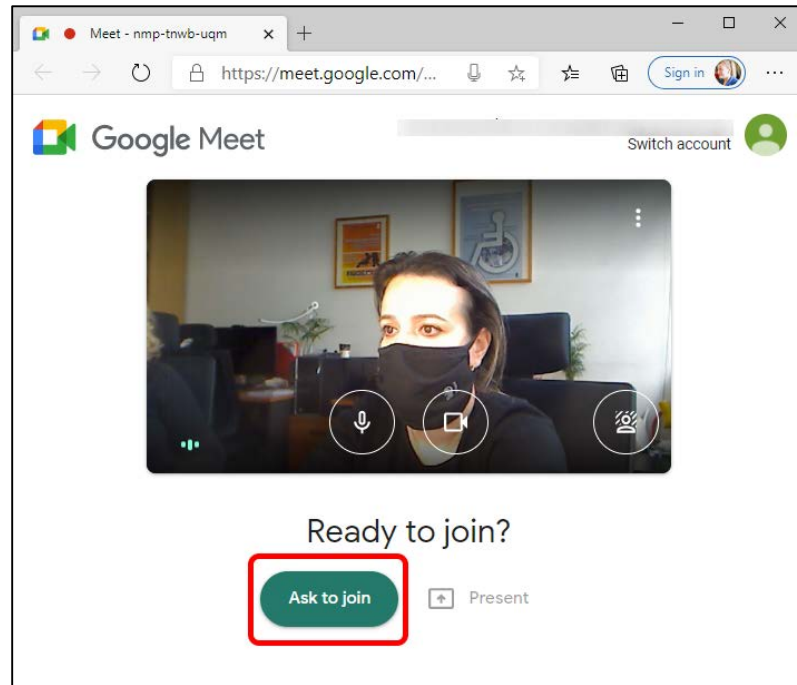 Meet - nmp-tnwb-uqm
https://meet.google.com/...
Sign in
Google Meet
Switch account
Ready to join?
Ask to join
Present